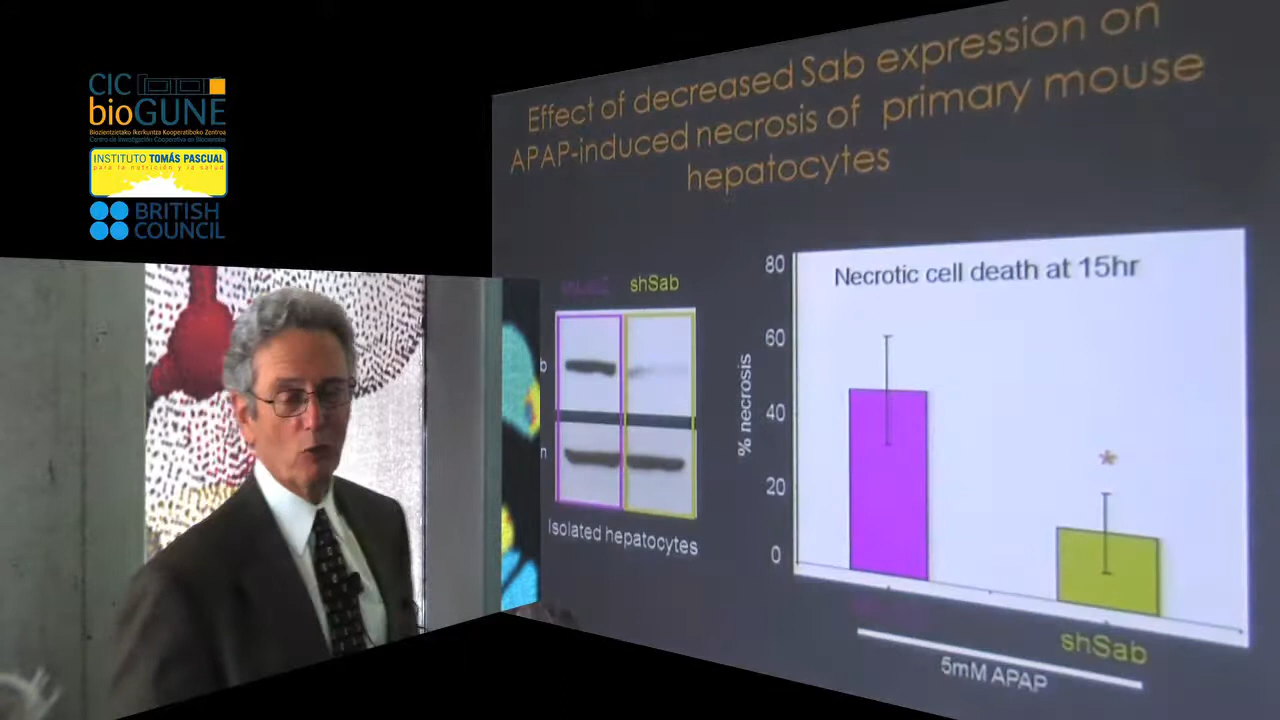 CIC
bioGUNE
Biozientzietako Ikerkuntza Kooperatiboko Zentroa
Centro de Investigación Cooperativa en Biociencias
INSTITUTO TOMÁS PASCUAL
para la nutrición y la salud
BRITISH
COUNCIL
Effect of decreased Sab expression on
APAP-induced necrosis of primary mouse
hepatocytes
shSab
b
n
Isolated hepatocytes
Necrotic cell death at 15hr
% necrosis
80
60
40
20
0
*
shSab
5mM APAP